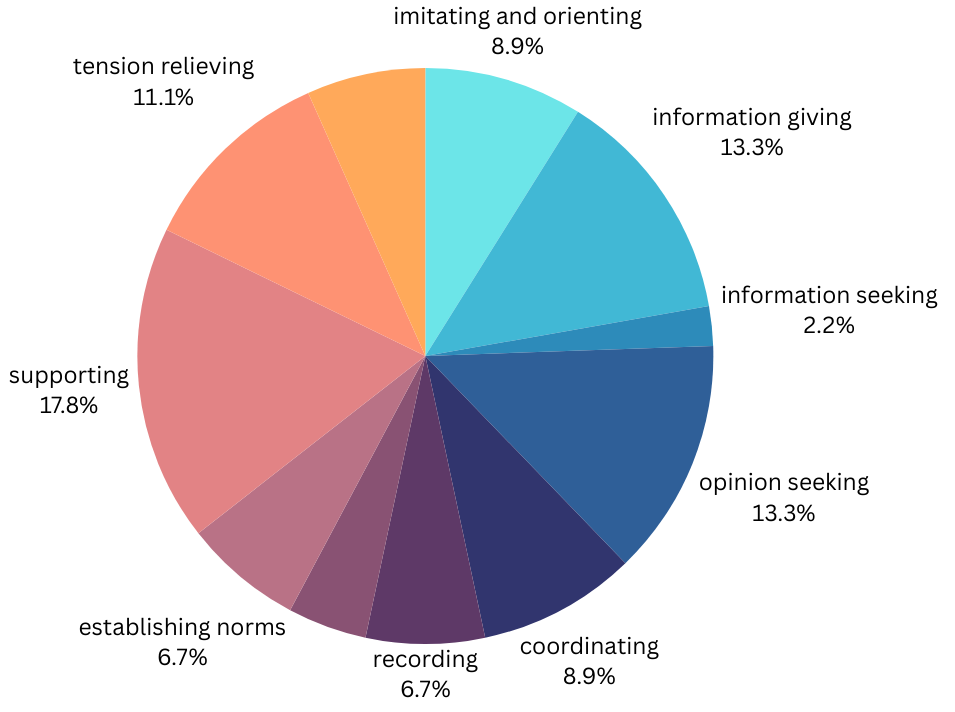 imitating and orienting
8.9%
information giving
13.3%
information seeking
2.2%
opinion seeking
13.3%
coordinating
8.9%
recording
6.7%
establishing norms
6.7%
supporting
17.8%
tension relieving
11.1%